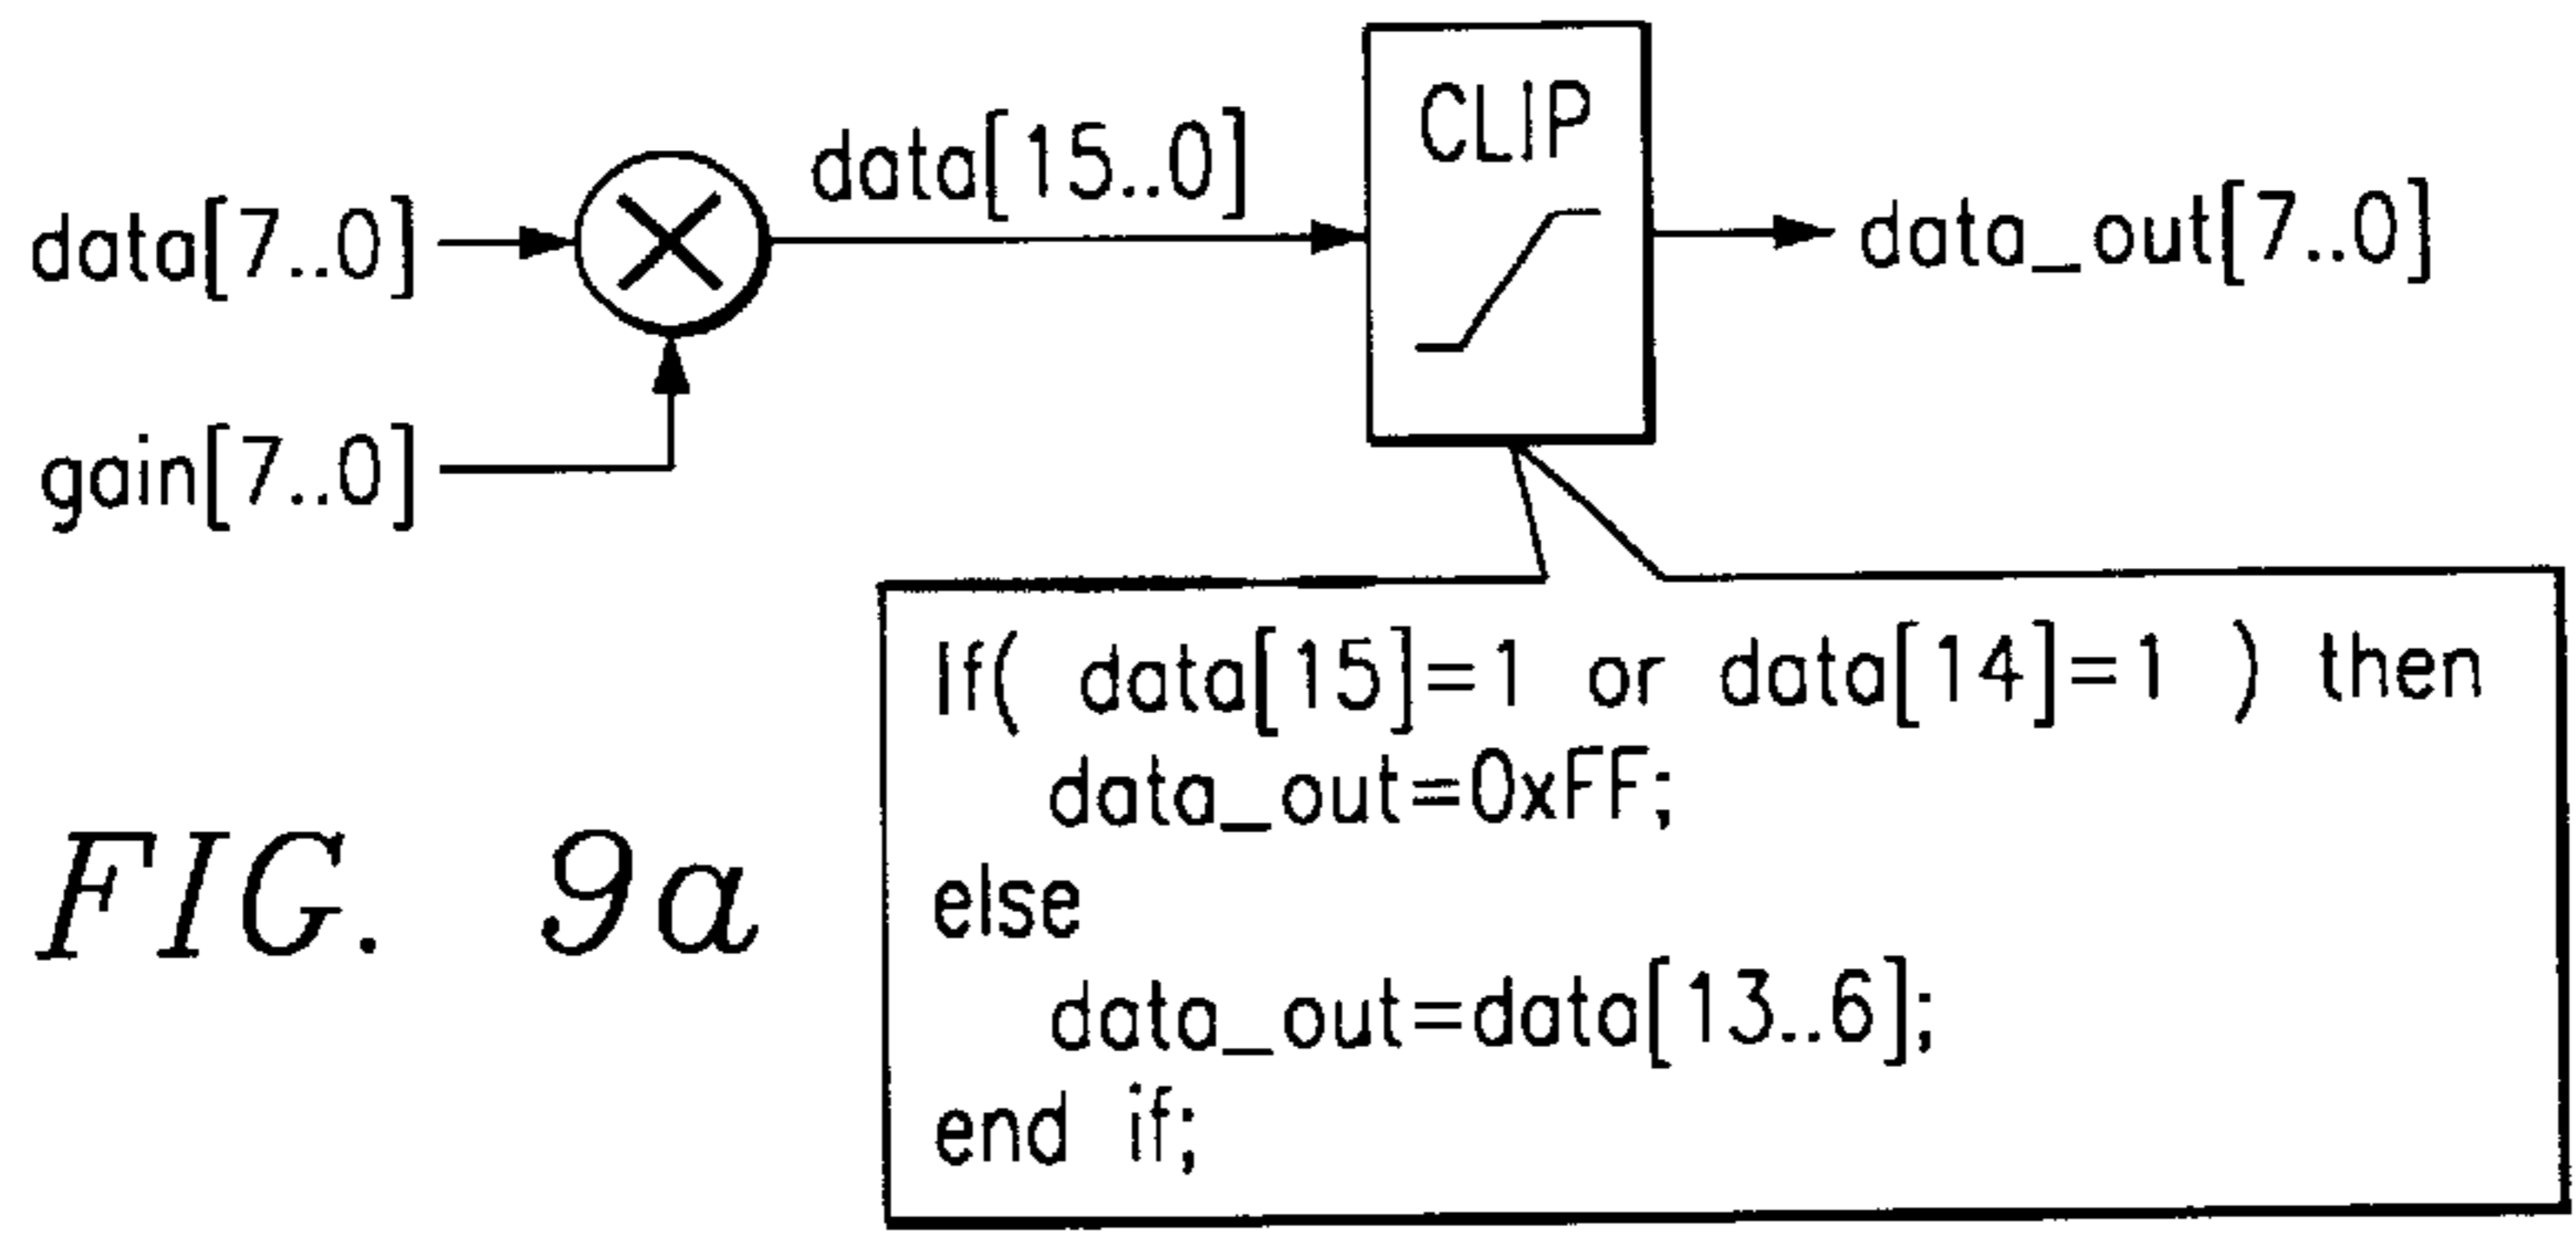 data[7..0]
gain[7..0]
data[15..0]
CLIP
data_out[7..0]
If( data[15]=1 or data[14]=1 ) then
data_out=0xFF;
else
data_out=data[13..6];
end if;
FIG. 9a